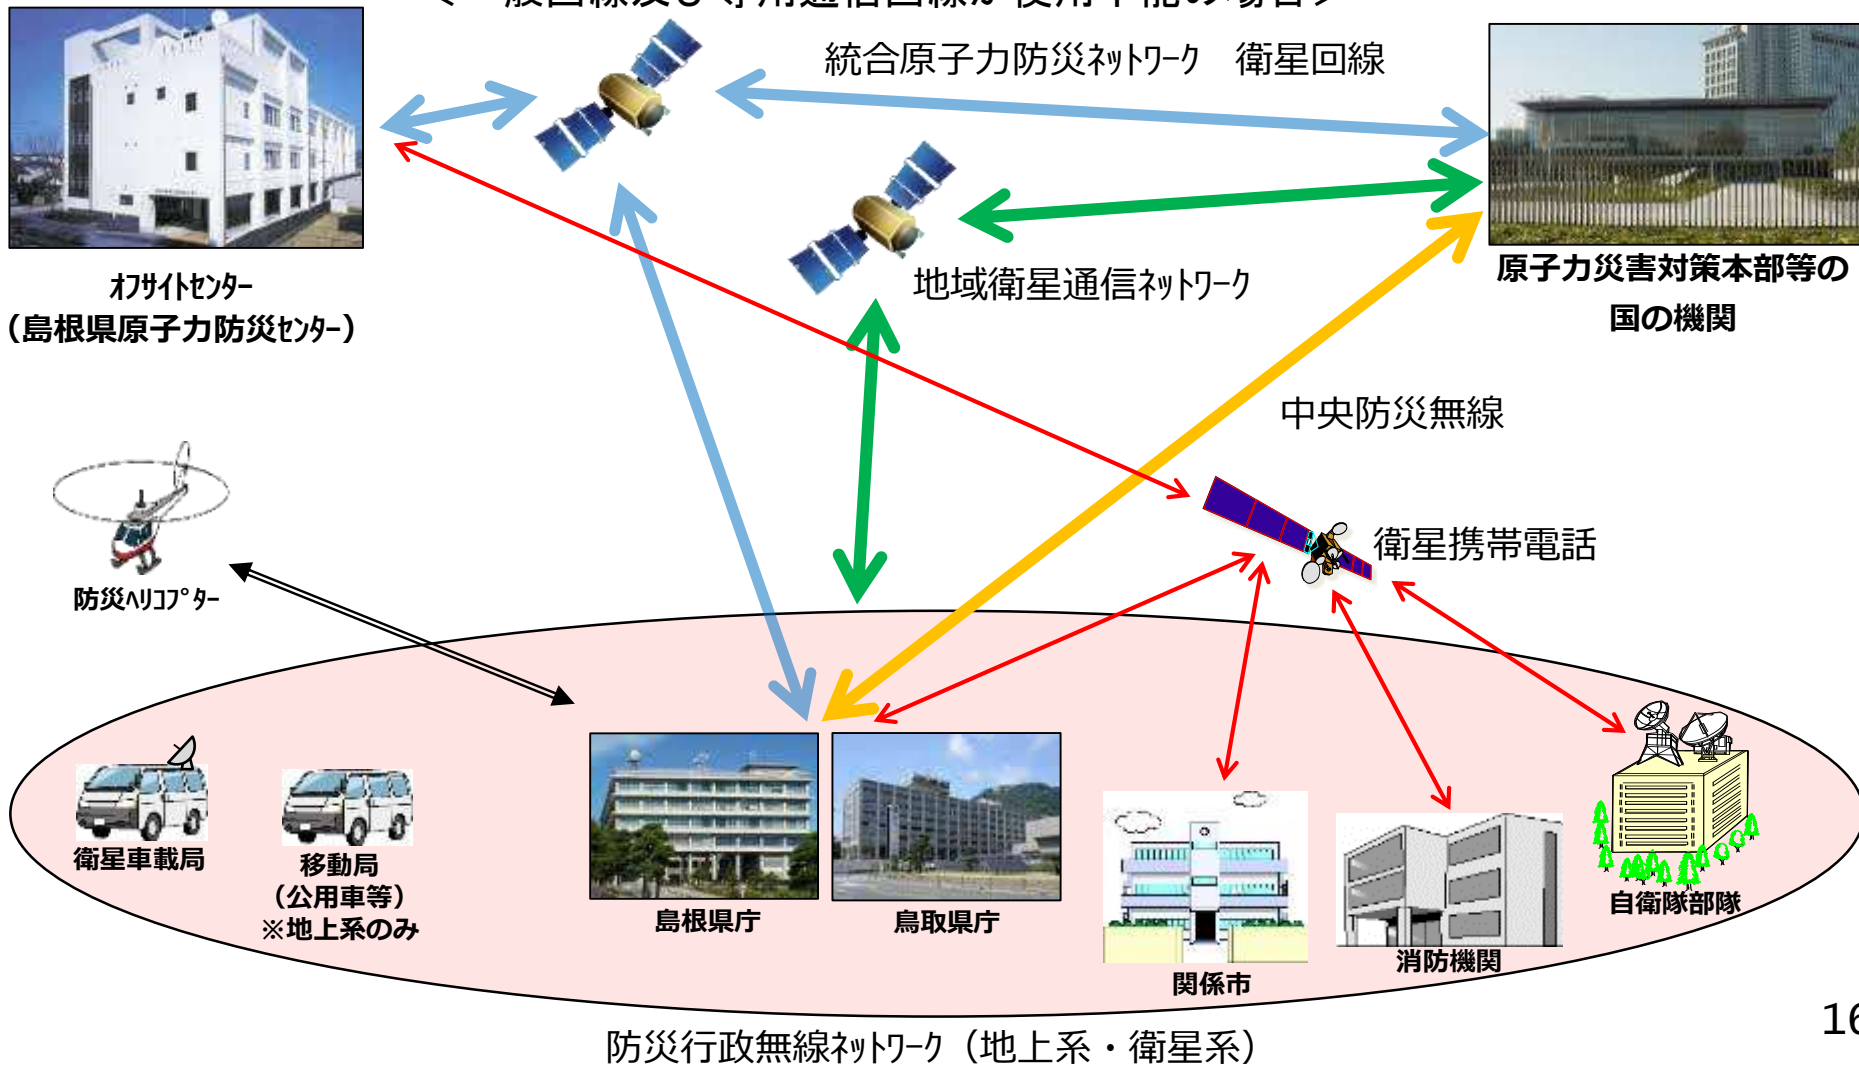 統合原子力防災ﾈｯﾄﾜｰｸ　衛星回線
ｵﾌｻｲﾄｾﾝﾀｰ
（島根県原子力防災ｾﾝﾀｰ）
地域衛星通信ﾈｯﾄﾜｰｸ
原子力災害対策本部等の
国の機関
中央防災無線
衛星携帯電話
防災ﾍﾘｺﾌﾟﾀｰ
衛星車載局
移動局
（公用車等）
※地上系のみ
島根県庁
鳥取県庁
関係市
消防機関
自衛隊部隊
防災行政無線ﾈｯﾄﾜｰｸ（地上系・衛星系）
16